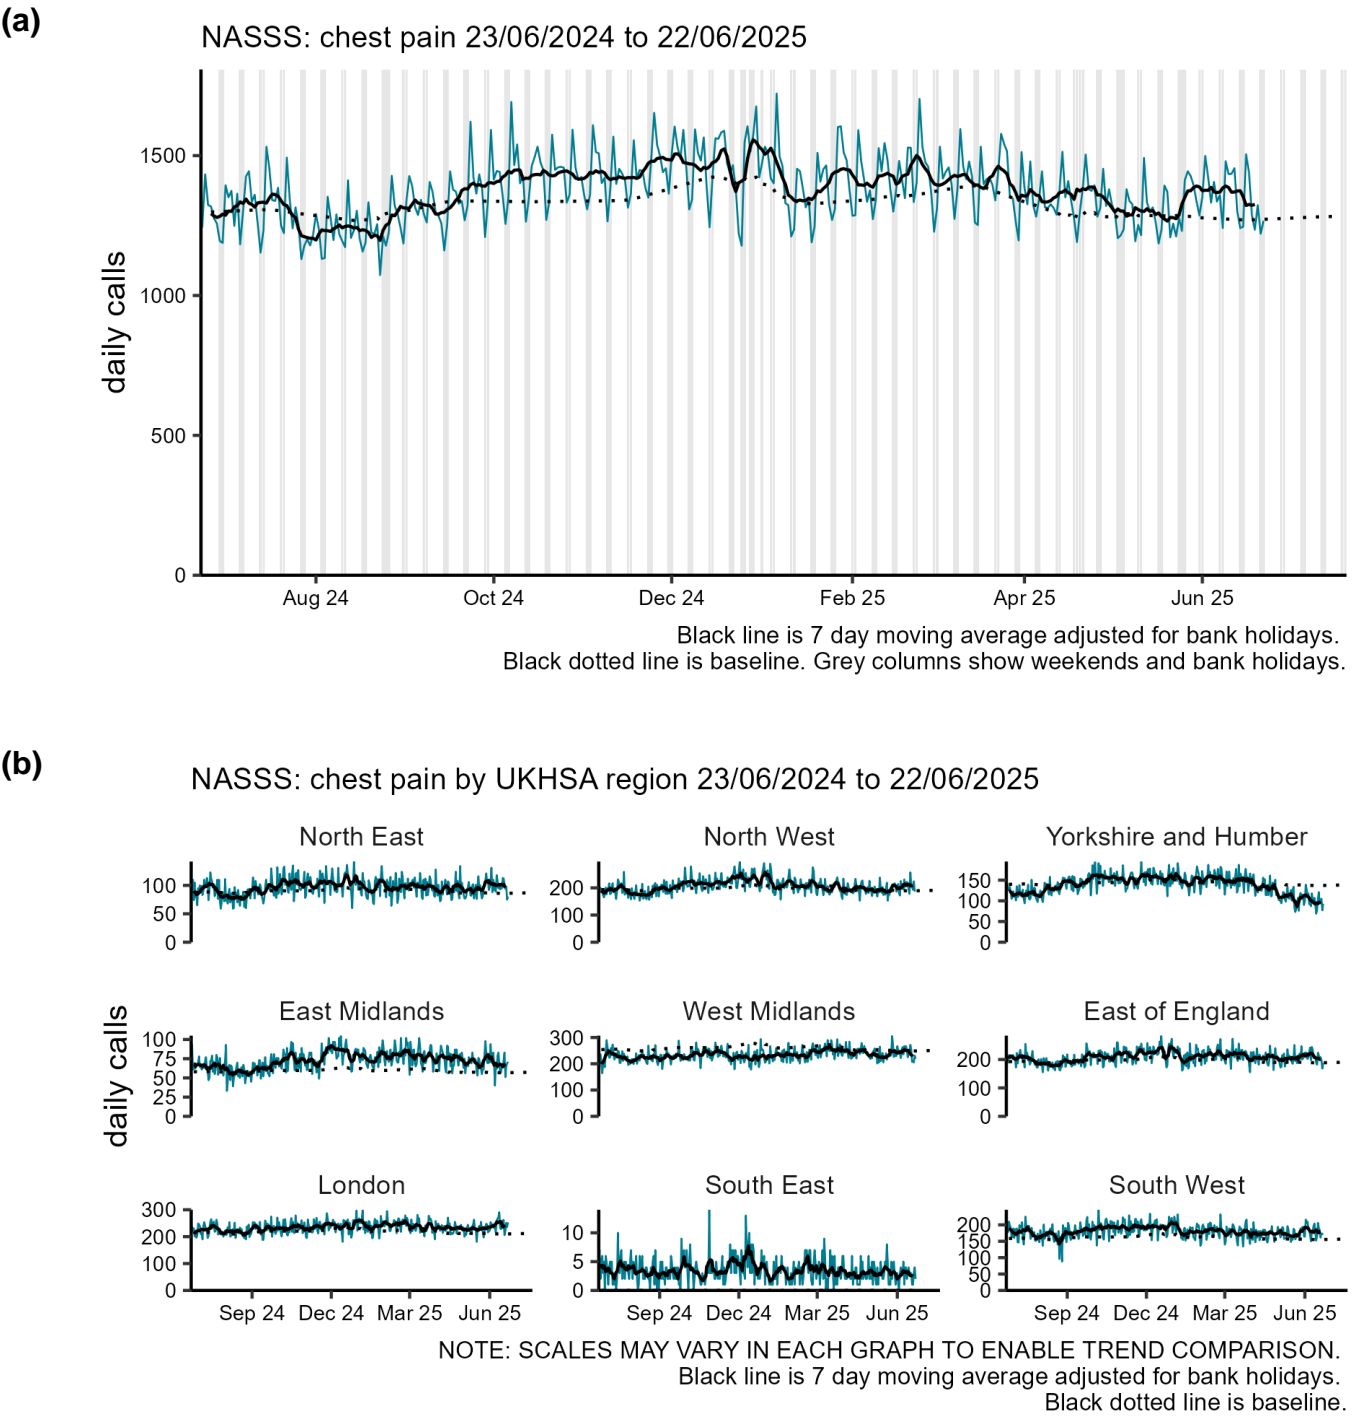 (a)
NASSS: chest pain 23/06/2024 to 22/06/2025
daily calls
1500
1000
500
0
Aug 24 Oct 24 Dec 24 Feb 25 Apr 25 Jun 25
Black line is 7 day moving average adjusted for bank holidays.
Black dotted line is baseline. Grey columns show weekends and bank holidays.
(b)
NASSS: chest pain by UKHSA region 23/06/2024 to 22/06/2025
daily calls
North East
100
50
0
North West
200
100
0
Yorkshire and Humber
150
100
50
0
East Midlands
100
75
50
25
0
West Midlands
300
200
100
0
East of England
200
100
0
London
300
200
100
0
Sep 24 Dec 24 Mar 25 Jun 25
South East
10
5
0
Sep 24 Dec 24 Mar 25 Jun 25
South West
200
150
100
50
0
Sep 24 Dec 24 Mar 25 Jun 25
NOTE: SCALES MAY VARY IN EACH GRAPH TO ENABLE TREND COMPARISON.
Black line is 7 day moving average adjusted for bank holidays.
Black dotted line is baseline.